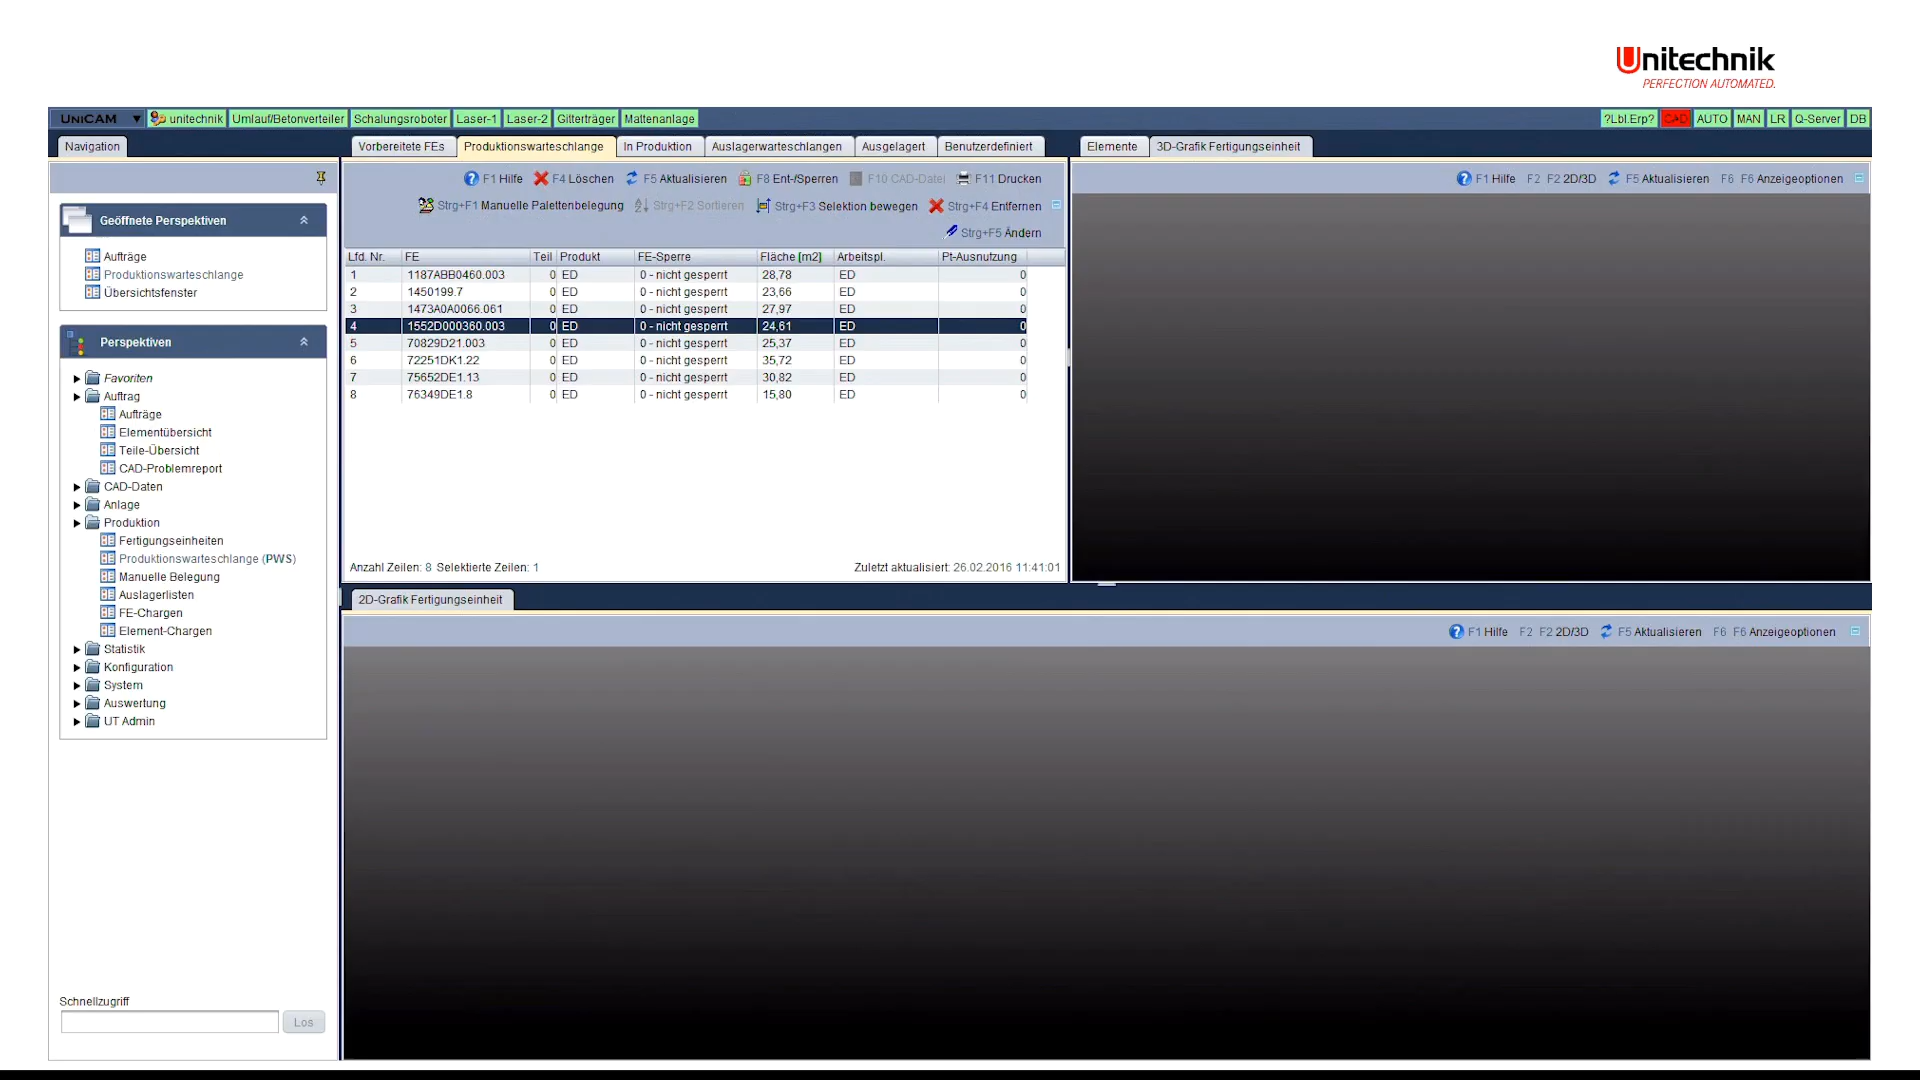 Unitechnik
PERFECTION AUTOMATED.
UNICAM unitechnik Umlauf/Betonverteiler Schalungsroboter Laser-1 Laser-2 Gitterträger Mattenanlage ?Lbl.Erp? CAD AUTO MAN LR Q-Server DB
Navigation
Geöffnete Perspektiven
Aufträge
Produktionswarteschlange
Übersichtsfenster
Perspektiven
Favoriten
Auftrag
Aufträge
Elementübersicht
Teile-Übersicht
CAD-Problemreport
CAD-Daten
Anlage
Produktion
Fertigungseinheiten
Produktionswarteschlange (PWS)
Manuelle Belegung
Auslagerlisten
FE-Chargen
Element-Chargen
Statistik
Konfiguration
System
Auswertung
UT Admin
Schnellzugriff
Los
Vorbereitete FEs Produktionswarteschlange In Produktion Auslagerwarteschlangen Ausgelagert Benutzerdefiniert
F1 Hilfe F4 Löschen F5 Aktualisieren F8 Ent-/Sperren F10 CAD-Datei F11 Drucken
Strg+F1 Manuelle Palettenbelegung Strg+F2 Sortieren Strg+F3 Selektion bewegen Strg+F4 Entfernen
Strg+F5 Ändern
Lfd. Nr. FE Teil Produkt FE-Sperre Fläche [m2] Arbeitspl. Pt-Ausnutzung
1 1187ABB0460.003 0 ED 0 - nicht gesperrt 28,78 ED 0
2 1450199.7 0 ED 0 - nicht gesperrt 23,66 ED 0
3 1473A0A0066.061 0 ED 0 - nicht gesperrt 27,97 ED 0
4 1552D000360.003 0 ED 0 - nicht gesperrt 24,61 ED 0
5 70829D21.003 0 ED 0 - nicht gesperrt 25,37 ED 0
6 72251DK1.22 0 ED 0 - nicht gesperrt 35,72 ED 0
7 75652DE1.13 0 ED 0 - nicht gesperrt 30,82 ED 0
8 76349DE1.8 0 ED 0 - nicht gesperrt 15,80 ED 0
Anzahl Zeilen: 8 Selektierte Zeilen: 1 Zuletzt aktualisiert: 26.02.2016 11:41:01
Elemente 3D-Grafik Fertigungseinheit
F1 Hilfe F2 F2 2D/3D F5 Aktualisieren F6 F6 Anzeigeoptionen
2D-Grafik Fertigungseinheit
F1 Hilfe F2 F2 2D/3D F5 Aktualisieren F6 F6 Anzeigeoptionen